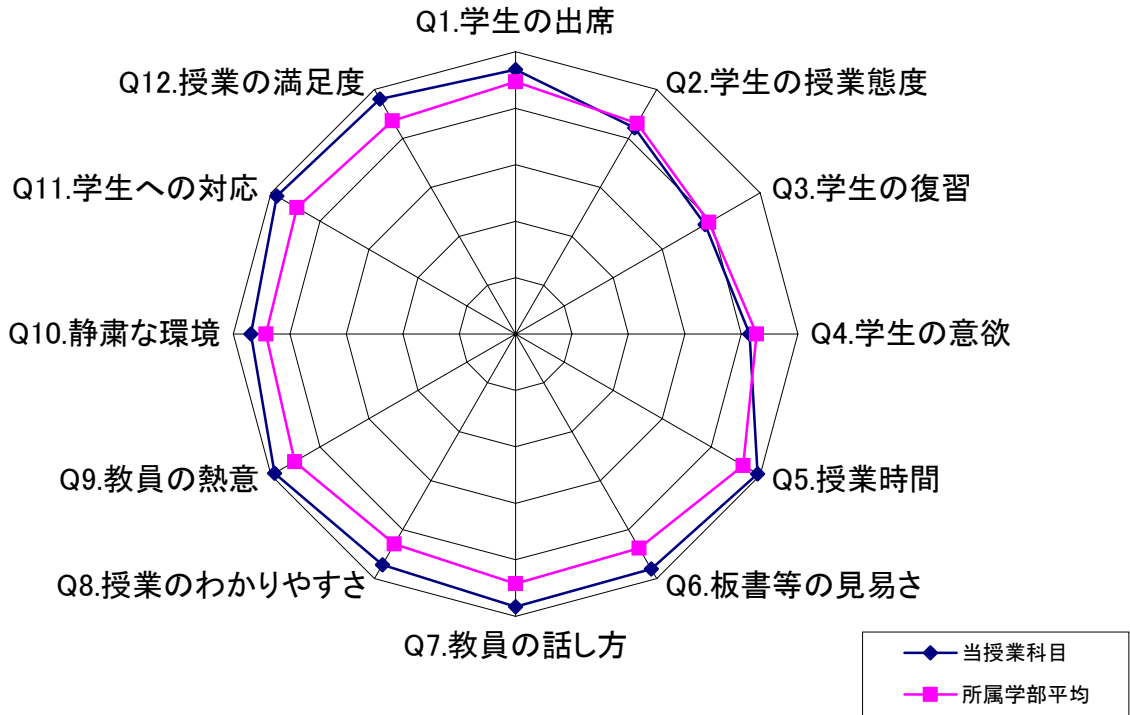 Q1.学生の出席
Q2.学生の授業態度
Q3.学生の復習
Q4.学生の意欲
Q5.授業時間
Q6.板書等の見易さ
Q7.教員の話し方
Q8.授業のわかりやすさ
Q9.教員の熱意
Q10.静粛な環境
Q11.学生への対応
Q12.授業の満足度
当授業科目
所属学部平均